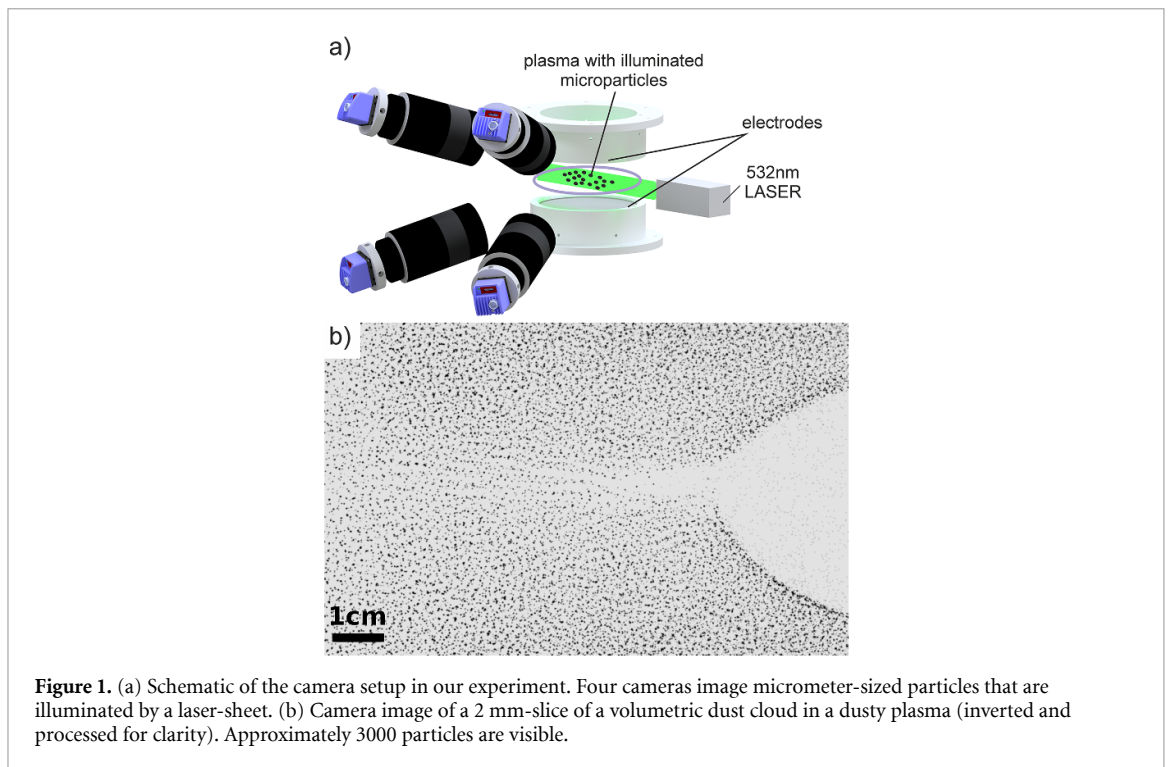 a)
plasma with illuminated
microparticles
electrodes
532nm
LASER
b)
1cm
Figure 1. (a) Schematic of the camera setup in our experiment. Four cameras image micrometer-sized particles that are
illuminated by a laser-sheet. (b) Camera image of a 2 mm-slice of a volumetric dust cloud in a dusty plasma (inverted and
processed for clarity). Approximately 3000 particles are visible.